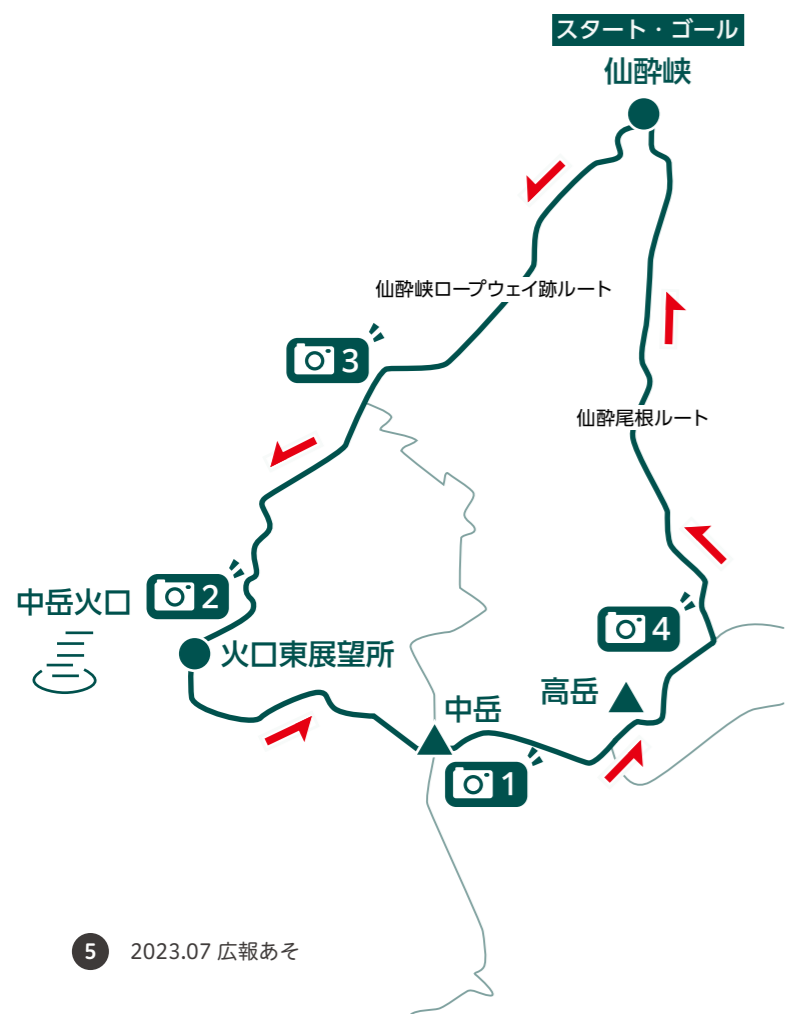 スタート・ゴール
仙酔峡
仙酔峡ロープウェイ跡ルート
3
仙酔尾根ルート
中岳火口
2
4
火口東展望所
高岳
中岳
1
5 2023.07 広報あそ